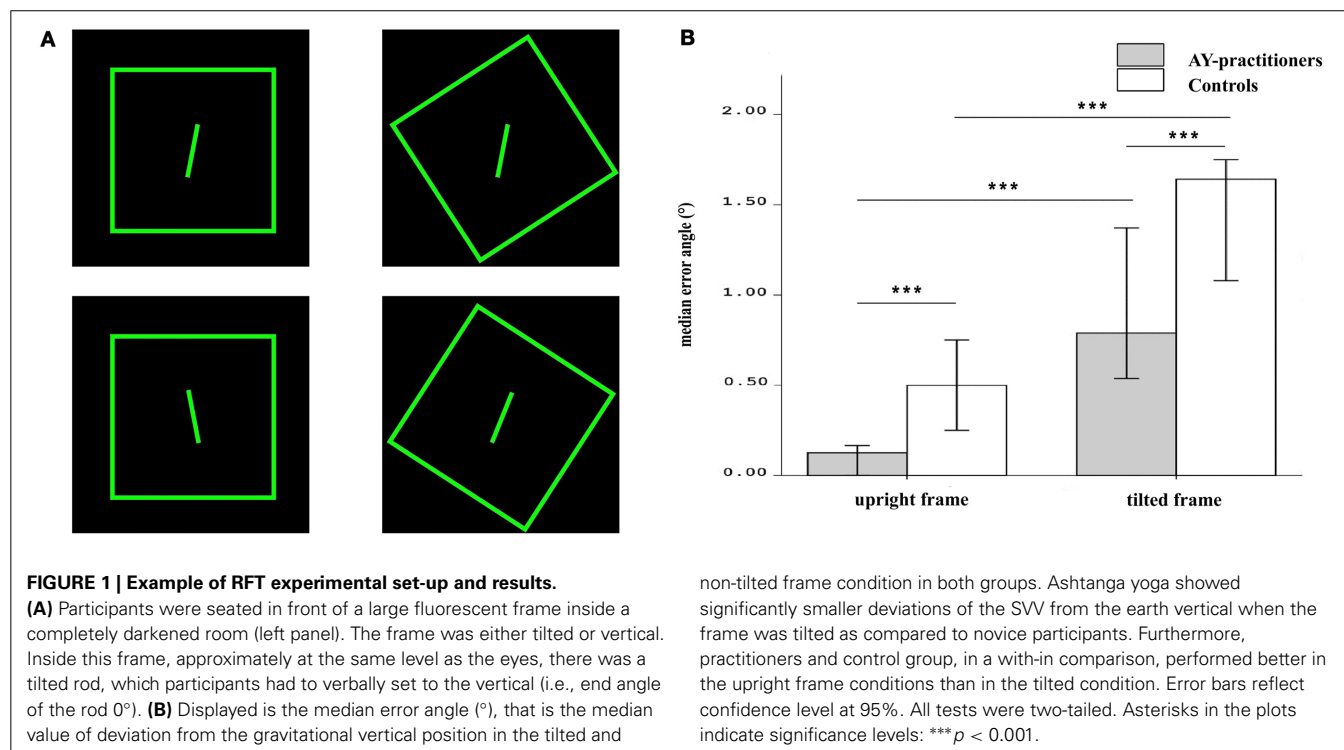 A
B
AY-practitioners
Controls
median error angle (°)
2.00
1.50
1.00
0.50
0.00
***
***
***
***
upright frame
tilted frame
FIGURE 1 | Example of RFT experimental set-up and results.
(A) Participants were seated in front of a large fluorescent frame inside a
completely darkened room (left panel). The frame was either tilted or vertical.
Inside this frame, approximately at the same level as the eyes, there was a
tilted rod, which participants had to verbally set to the vertical (i.e., end angle
of the rod 0°). (B) Displayed is the median error angle (°), that is the median
value of deviation from the gravitational vertical position in the tilted and
non-tilted frame condition in both groups. Ashtanga yoga showed
significantly smaller deviations of the SVV from the earth vertical when the
frame was tilted as compared to novice participants. Furthermore,
practitioners and control group, in a with-in comparison, performed better in
the upright frame conditions than in the tilted condition. Error bars reflect
confidence level at 95%. All tests were two-tailed. Asterisks in the plots
indicate significance levels: ***p < 0.001.